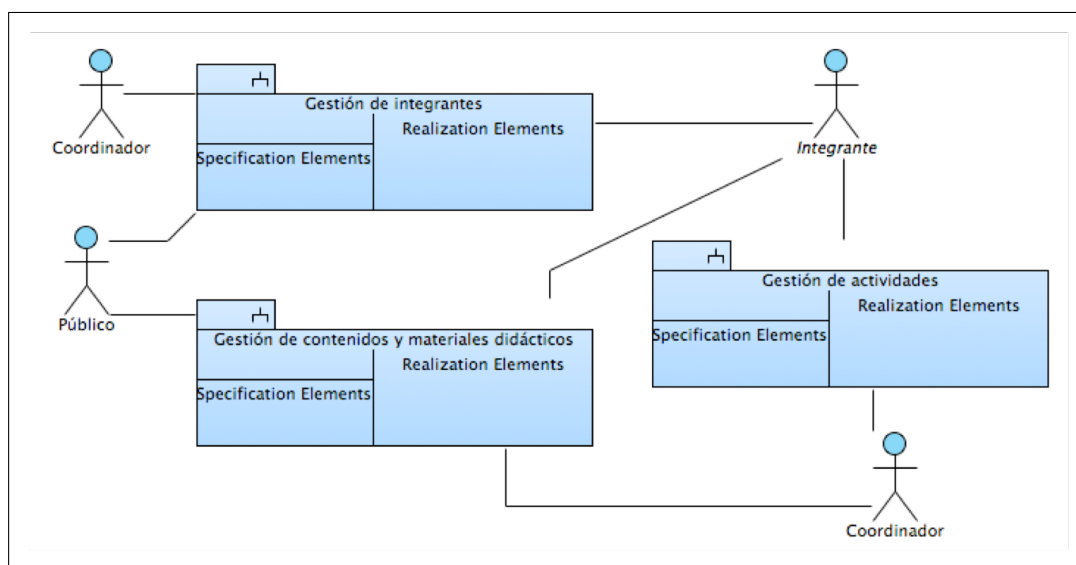 Coordinador
Gestión de integrantes
Realization Elements
Specification Elements
Integrante
Público
Gestión de actividades
Realization Elements
Specification Elements
Gestión de contenidos y materiales didácticos
Realization Elements
Specification Elements
Coordinador